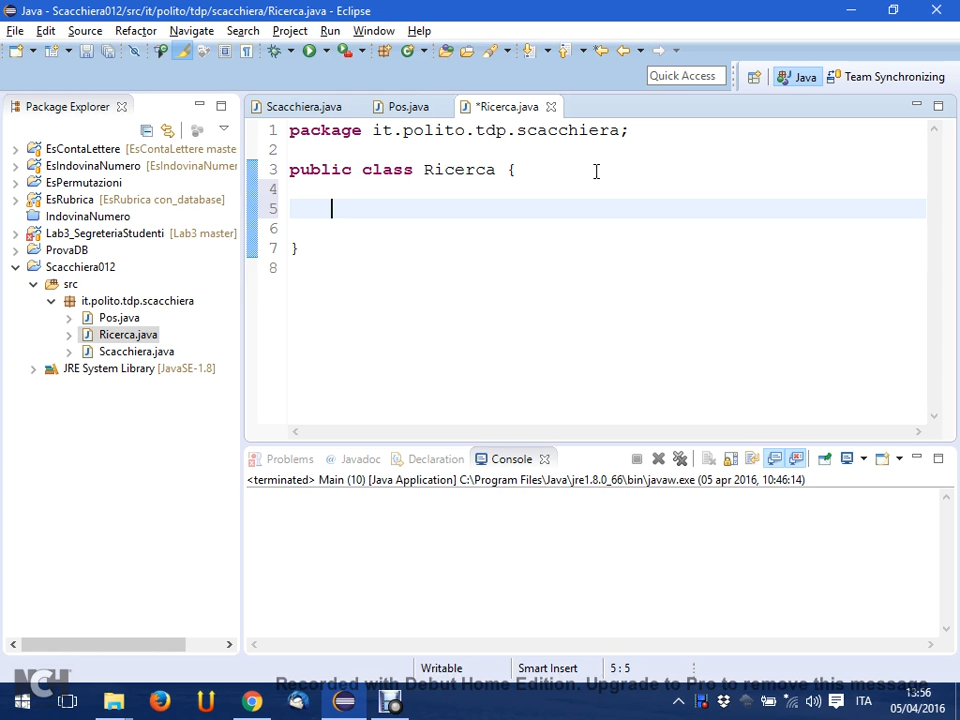 Java - Scacchiera012/src/it/polito/tdp/scacchiera/Ricerca.java - Eclipse
File Edit Source Refactor Navigate Search Project Run Window Help
Quick Access
Java
Team Synchronizing
Package Explorer
EsContaLettere [EsContaLettere maste
EsIndovinaNumero [EsIndovinaNumer
EsPermutazioni
EsRubrica [EsRubrica con_database]
IndovinaNumero
Lab3_SegreteriaStudenti [Lab3 master]
ProvaDB
Scacchiera012
src
it.polito.tdp.scacchiera
Pos.java
Ricerca.java
Scacchiera.java
JRE System Library [JavaSE-1.8]
Scacchiera.java
Pos.java
*Ricerca.java
1 package it.polito.tdp.scacchiera;
2
3 public class Ricerca {
4
5
6
7 }
8
Problems
@ Javadoc
Declaration
Console
<terminated> Main (10) [Java Application] C:\Program Files\Java\jre1.8.0_66\bin\javaw.exe (05 apr 2016, 10:46:14)
Writable
Smart Insert
5 : 5
NCH
Recorded with Debut Home Edition. Upgrade to Pro to remove this message
ITA
13:56
05/04/2016